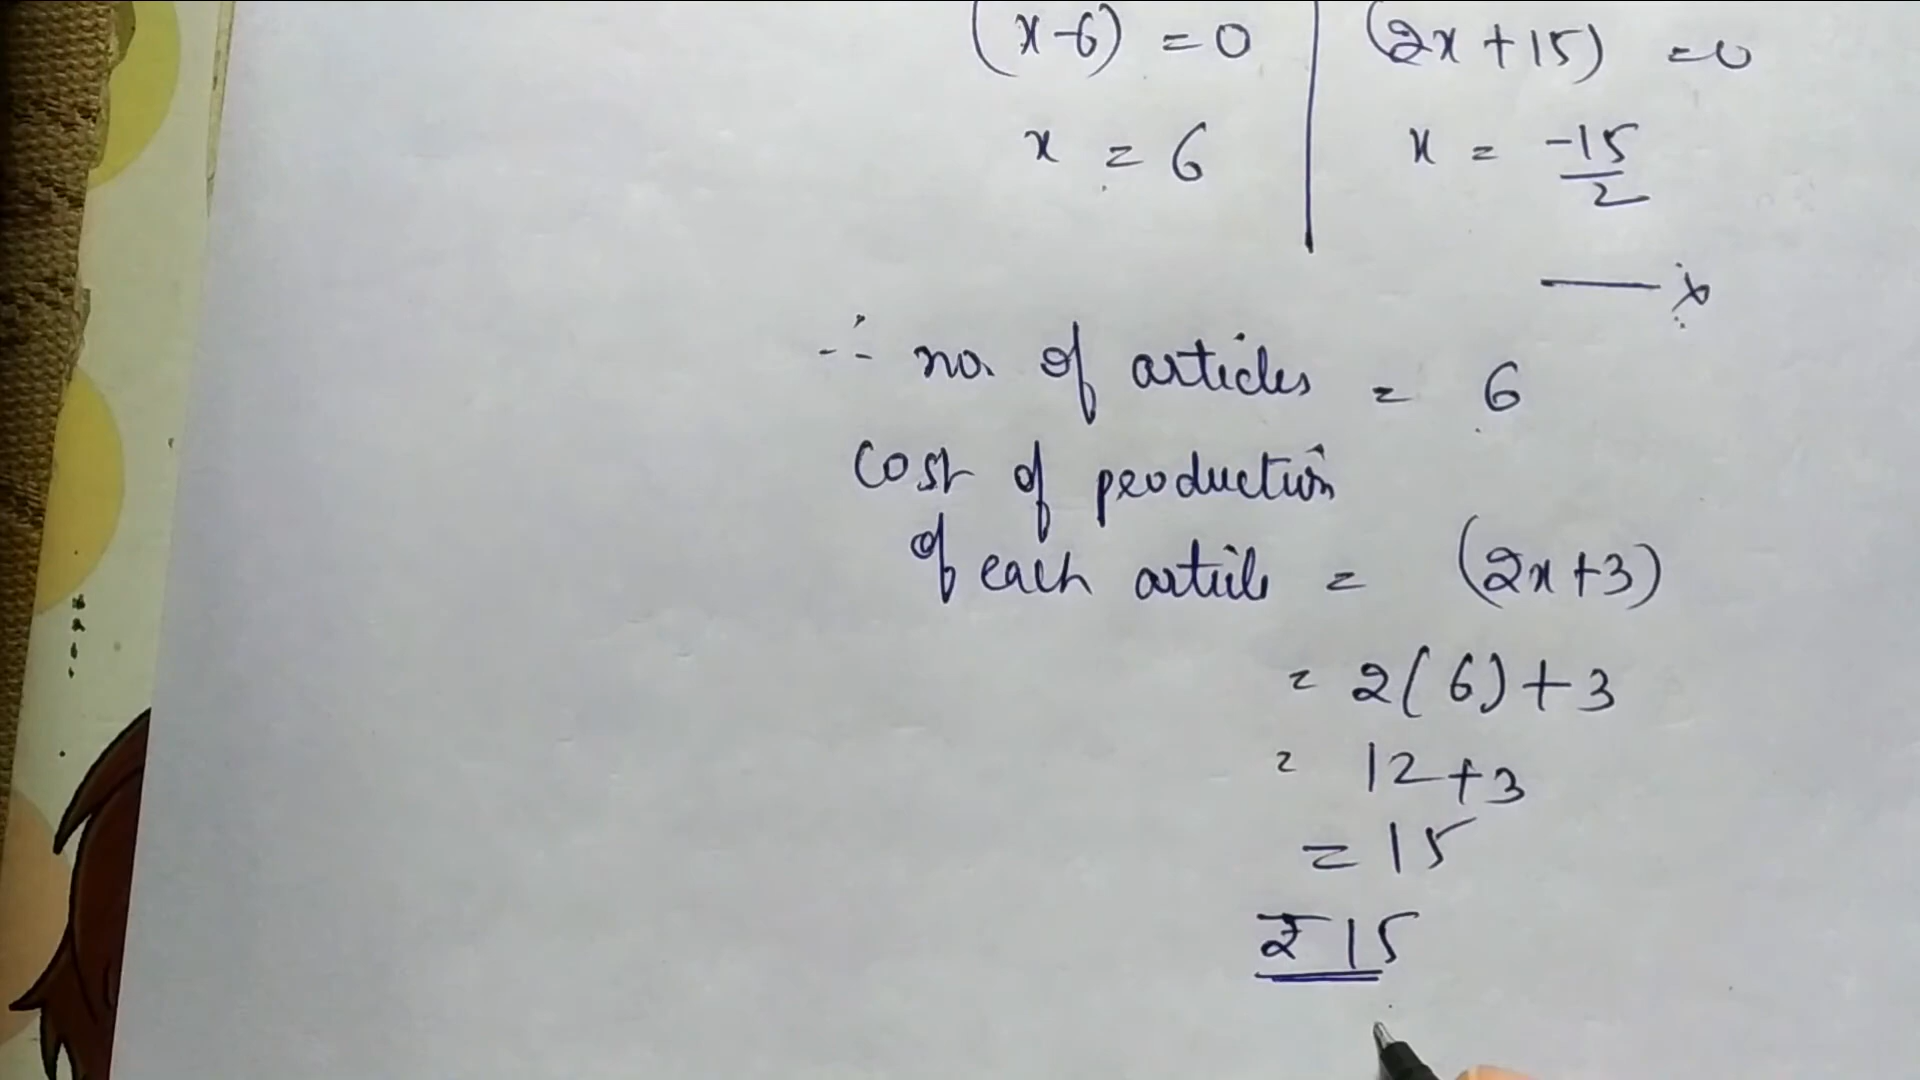 (x-6) = 0 | (2x+15) = 0
x = 6 | x = -15/2
x
∴ no. of articles = 6
Cost of production
of each article = (2x+3)
= 2(6)+3
= 12+3
= 15
₹ 15